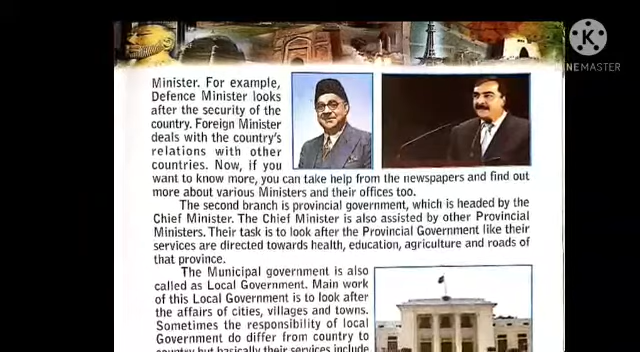 Minister. For example,
Defence Minister looks
after the security of the
country. Foreign Minister
deals with the country's
relations with other
countries. Now, if you
want to know more, you can take help from the newspapers and find out
more about various Ministers and their offices too.
The second branch is provincial government, which is headed by the
Chief Minister. The Chief Minister is also assisted by other Provincial
Ministers. Their task is to look after the Provincial Government like their
services are directed towards health, education, agriculture and roads of
that province.
The Municipal government is also
called as Local Government. Main work
of this Local Government is to look after
the affairs of cities, villages and towns.
Sometimes the responsibility of local
Government do differ from country to
country but basically their services include
K
NEMASTER